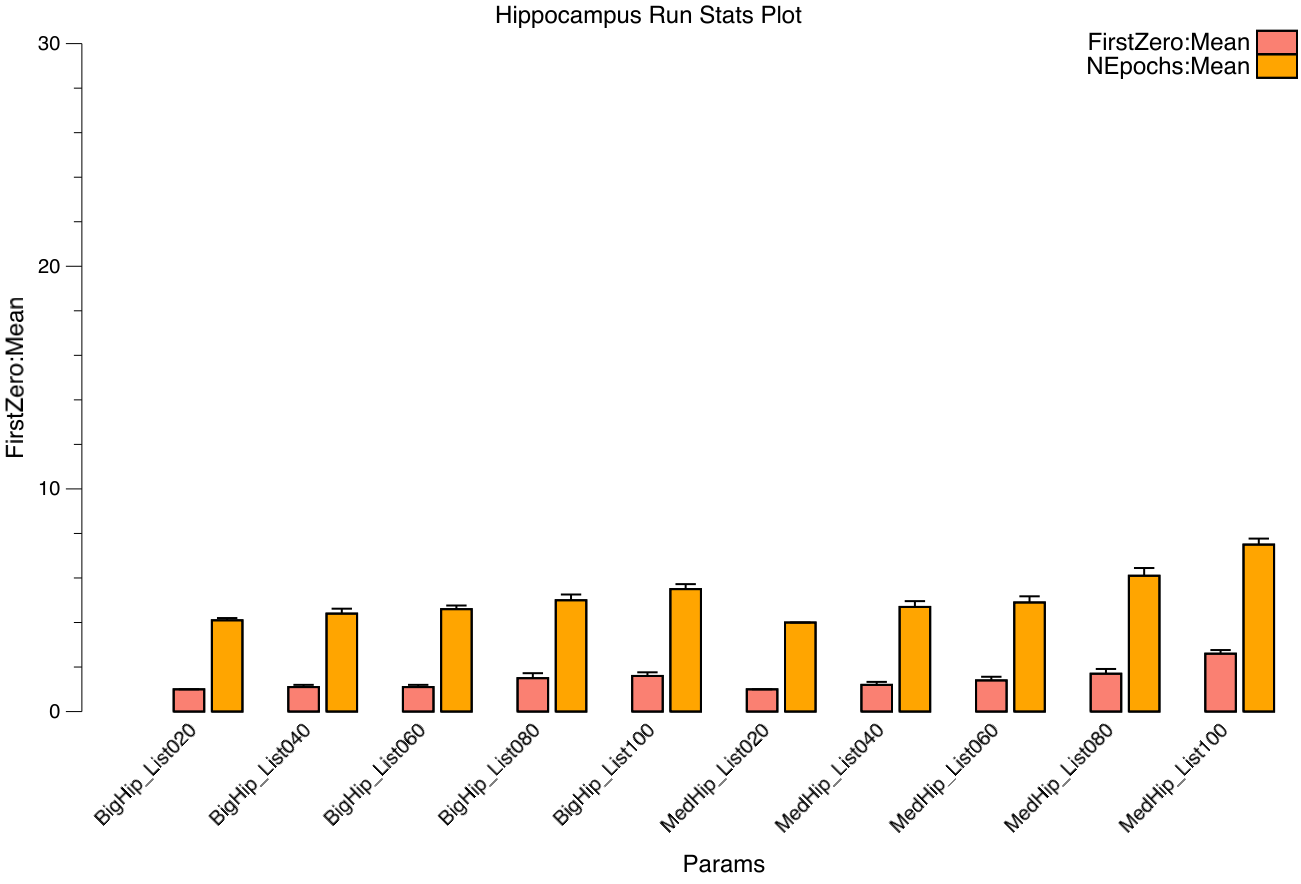 Hippocampus Run Stats Plot
FirstZero:Mean
NEpochs:Mean
30
20
10
0
FirstZero:Mean
BigHip_List020
BigHip_List040
BigHip_List060
BigHip_List080
BigHip_List100
MedHip_List020
MedHip_List040
MedHip_List060
MedHip_List080
MedHip_List100
Params